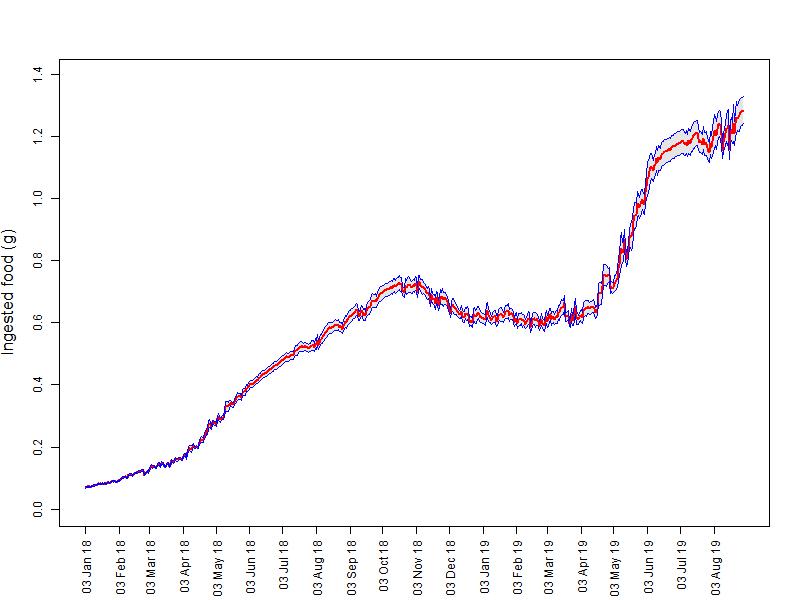 Ingested food (g)
1.4
1.2
1.0
0.8
0.6
0.4
0.2
0.0
03 Jan 18
03 Feb 18
03 Mar 18
03 Apr 18
03 May 18
03 Jun 18
03 Jul 18
03 Aug 18
03 Sep 18
03 Oct 18
03 Nov 18
03 Dec 18
03 Jan 19
03 Feb 19
03 Mar 19
03 Apr 19
03 May 19
03 Jun 19
03 Jul 19
03 Aug 19